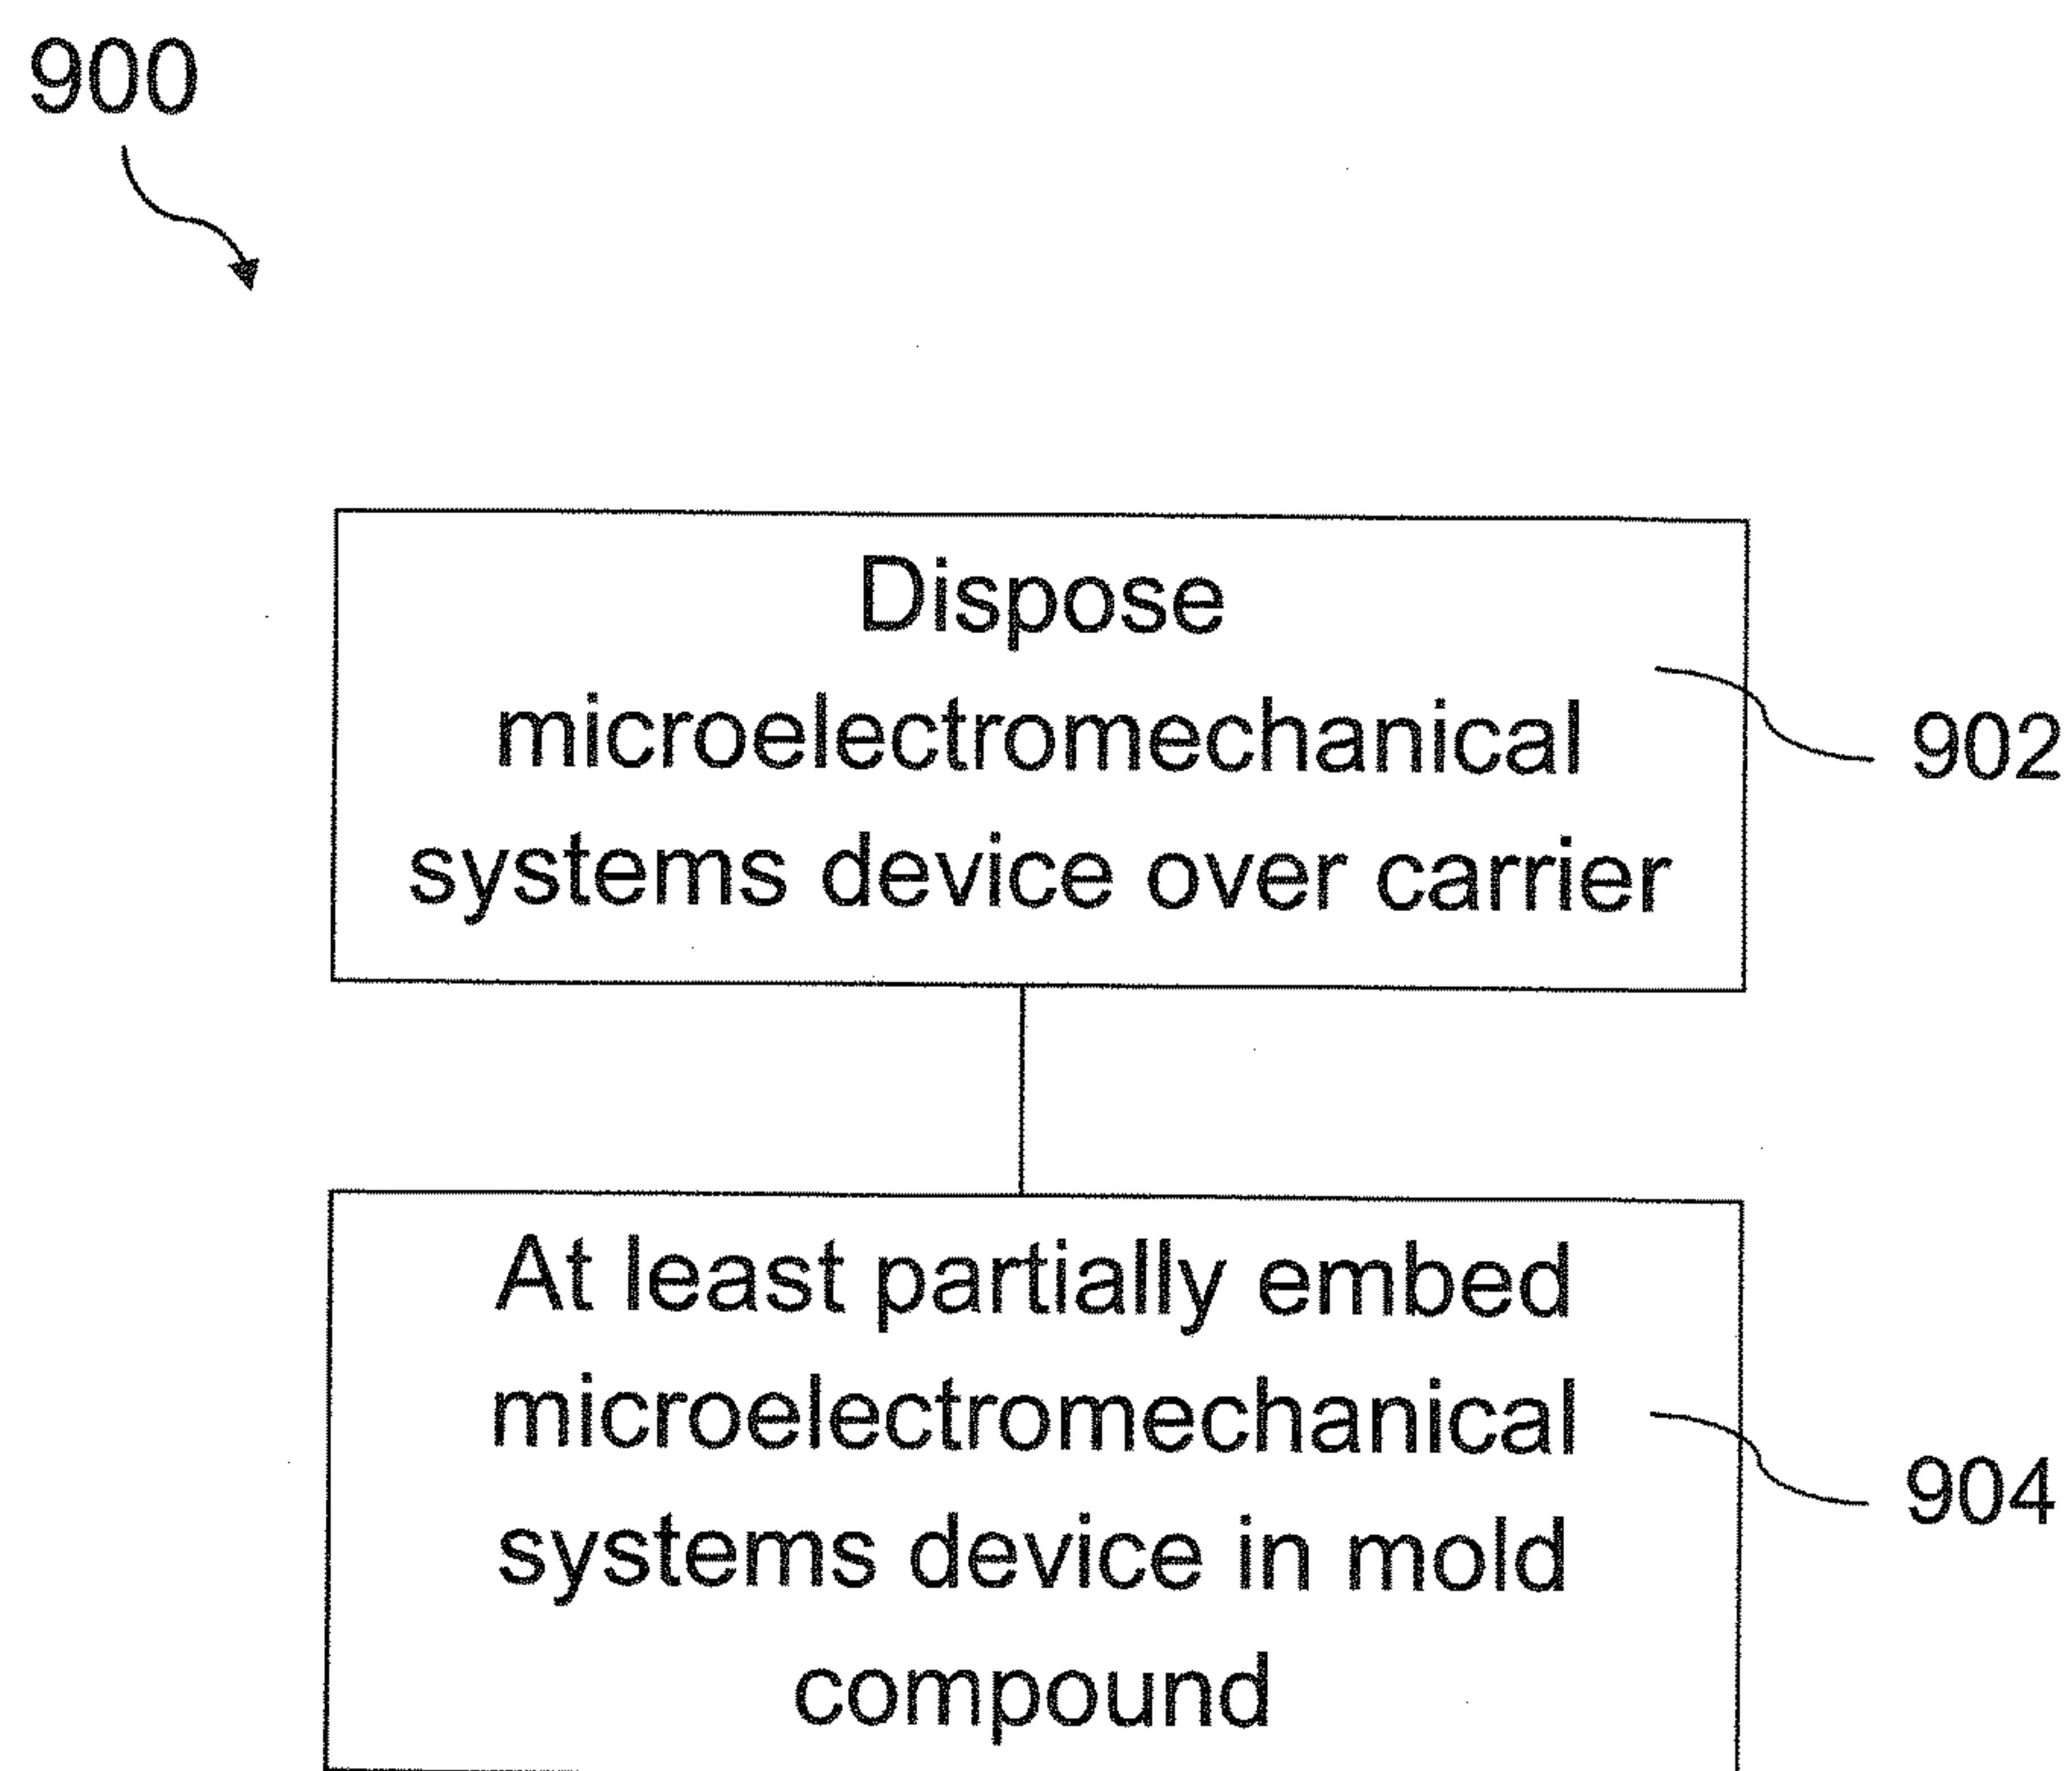 900
Dispose
microelectromechanical
systems device over carrier
902
At least partially embed
microelectromechanical
systems device in mold
compound
904